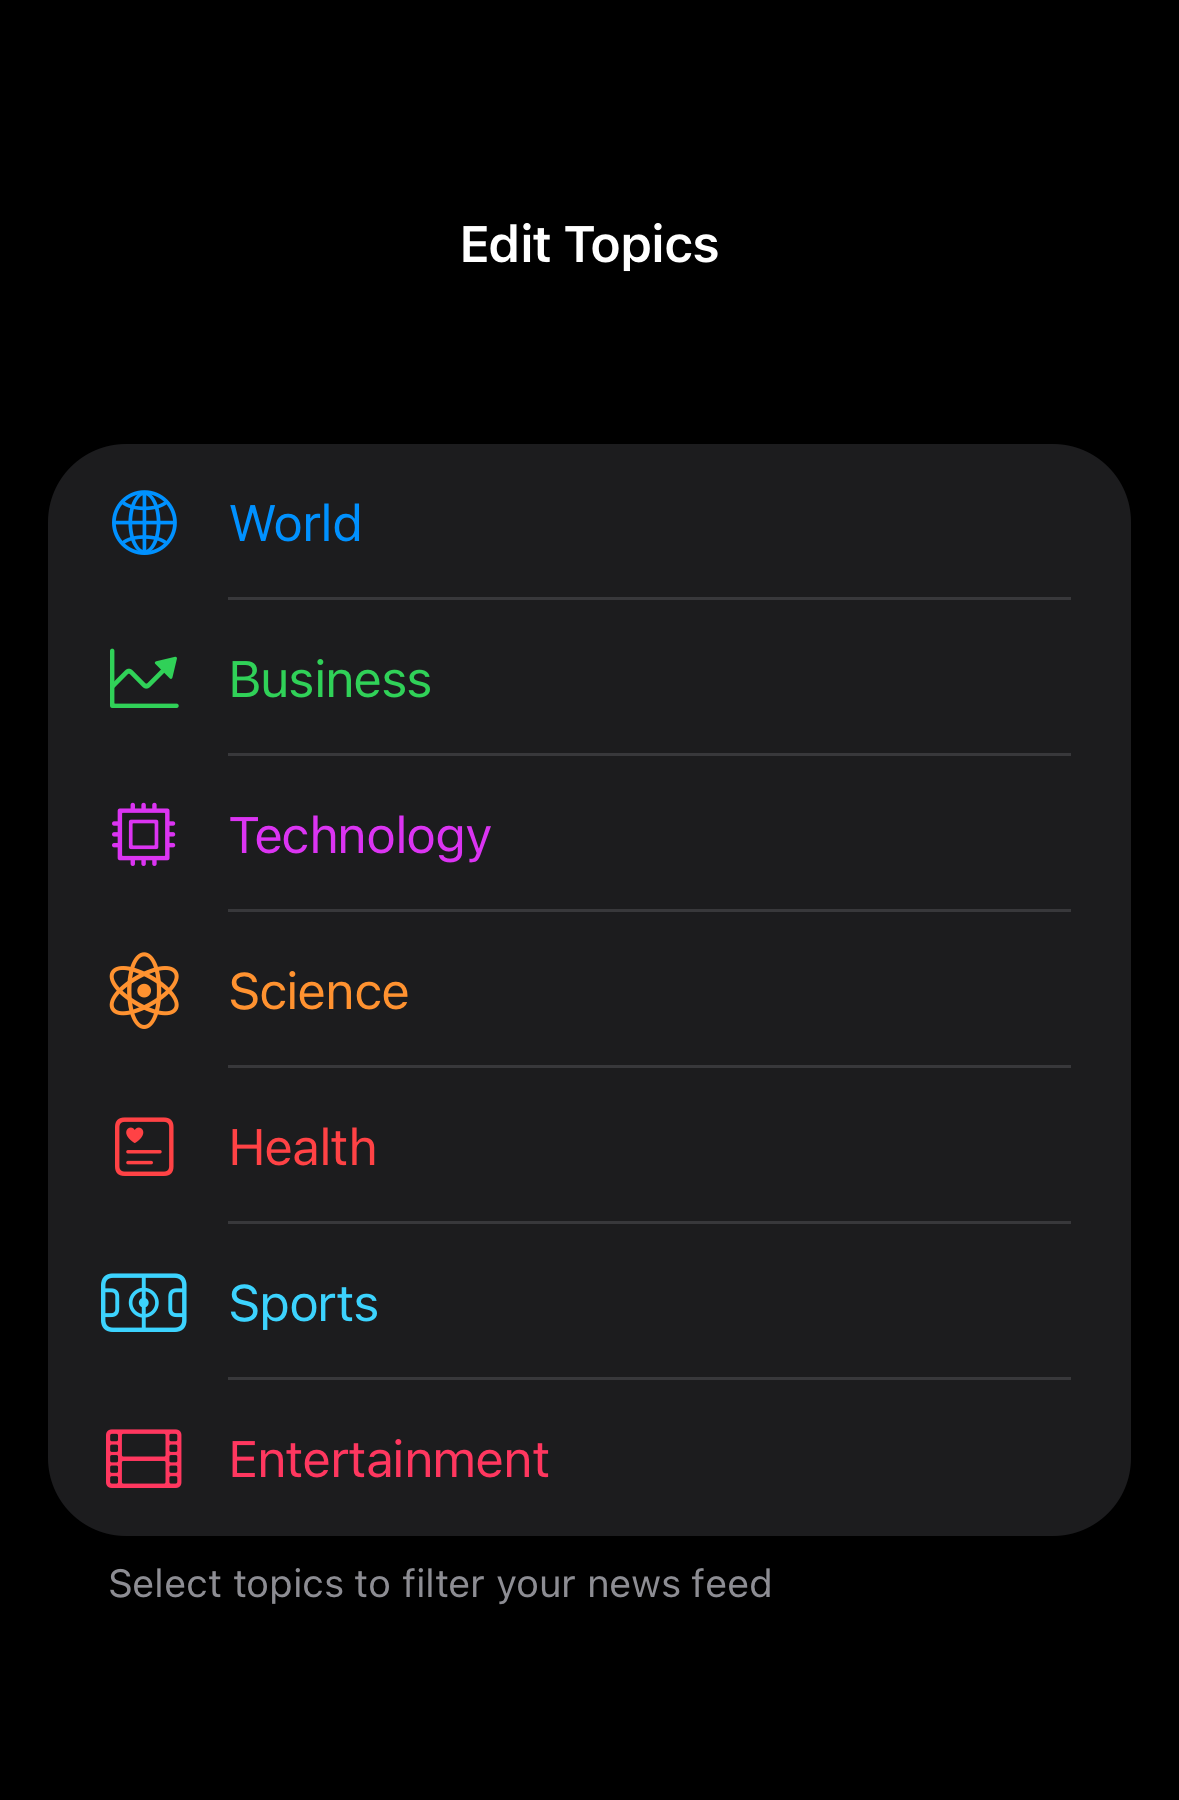 Edit Topics
World
Business
Technology
Science
Health
Sports
Entertainment
Select topics to filter your news feed